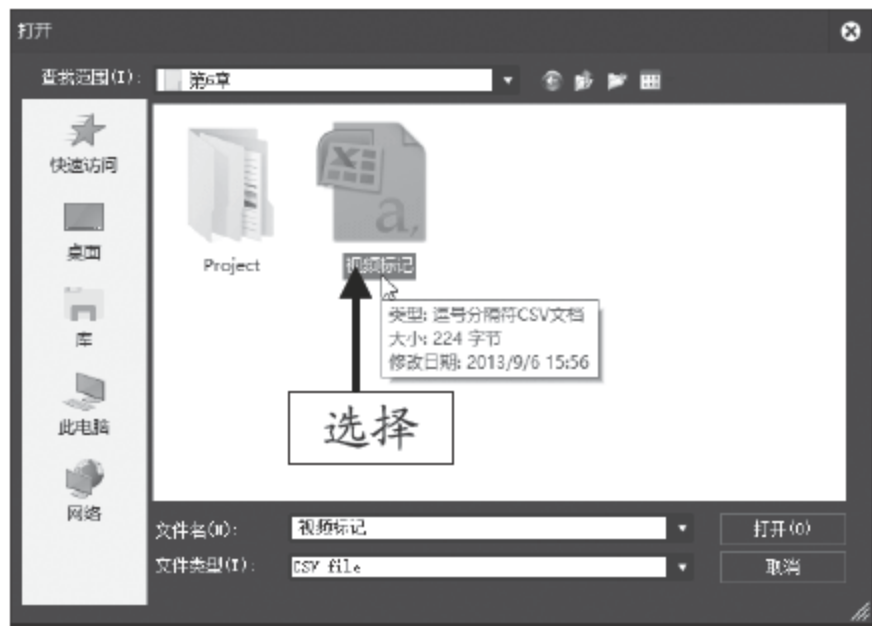 打开
查找范围(I):
第6章
快速访问
桌面
库
此电脑
网络
Project
视频标记
类型: 逗号分隔符CSV文档
大小: 224 字节
修改日期: 2013/9/6 15:56
选择
文件名(N):
视频标记
打开(O)
文件类型(T):
CSV file
取消